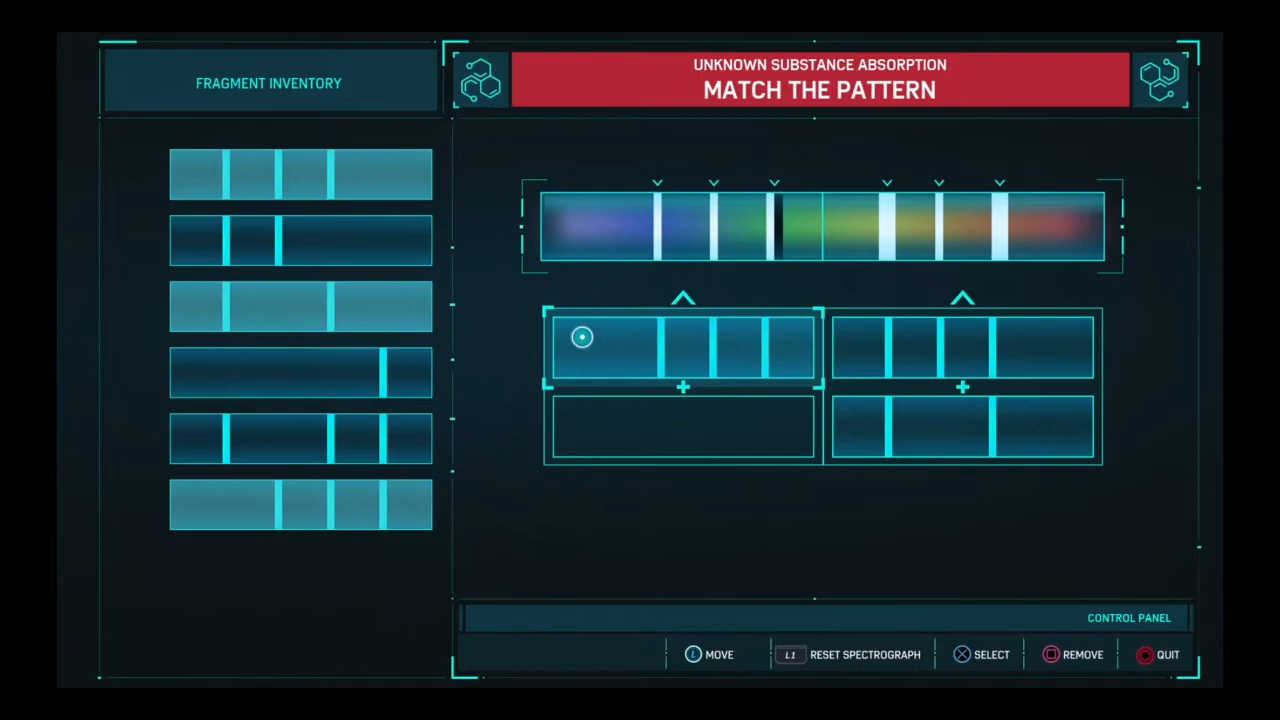 FRAGMENT INVENTORY
UNKNOWN SUBSTANCE ABSORPTION
MATCH THE PATTERN
CONTROL PANEL
L MOVE
L1 RESET SPECTROGRAPH
SELECT
REMOVE
QUIT